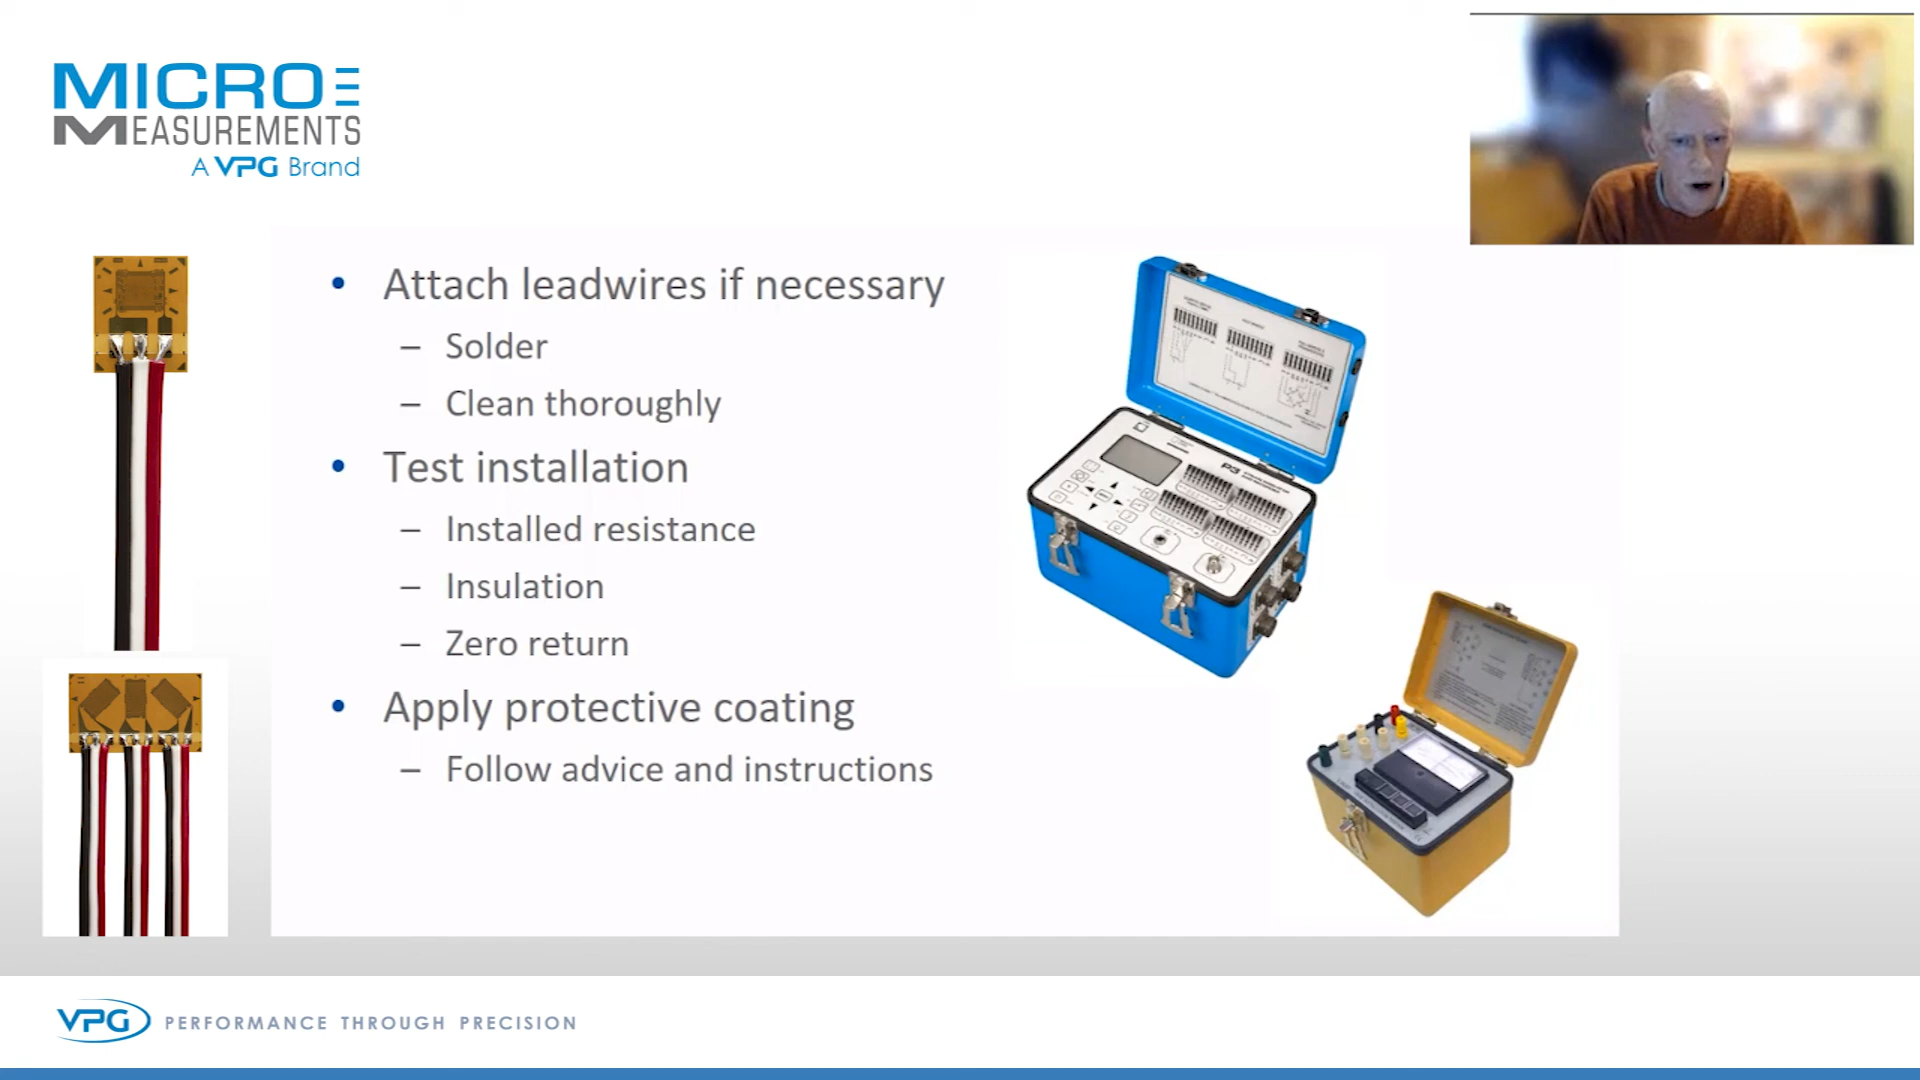 MICRO
MEASUREMENTS
A VPG Brand
• Attach leadwires if necessary
– Solder
– Clean thoroughly
• Test installation
– Installed resistance
– Insulation
– Zero return
• Apply protective coating
– Follow advice and instructions
P3
VPG PERFORMANCE THROUGH PRECISION